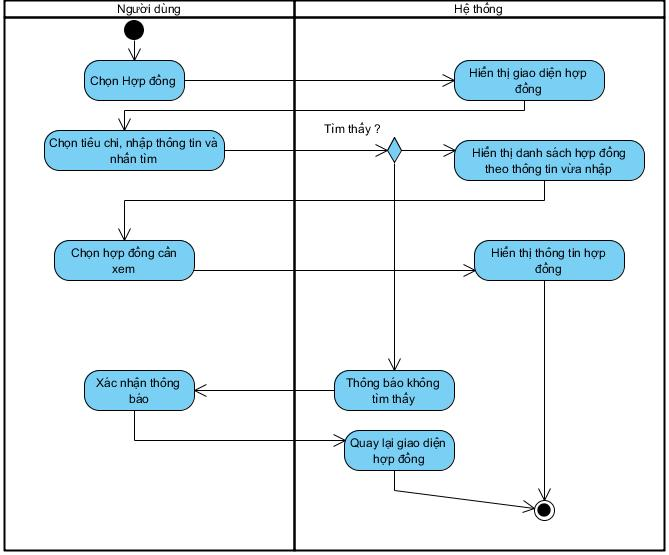 Người dùng
Hệ thống
Chọn Hợp đồng
Hiển thị giao diện hợp
đồng
Chọn tiêu chi, nhập thông tin và
nhấn tìm
Tìm thấy ?
Hiển thị danh sách hợp đồng
theo thông tin vừa nhập
Chọn hợp đồng cần
xem
Hiển thị thông tin hợp
đồng
Xác nhận thông
báo
Thông báo không
tìm thấy
Quay lại giao diện
hợp đồng